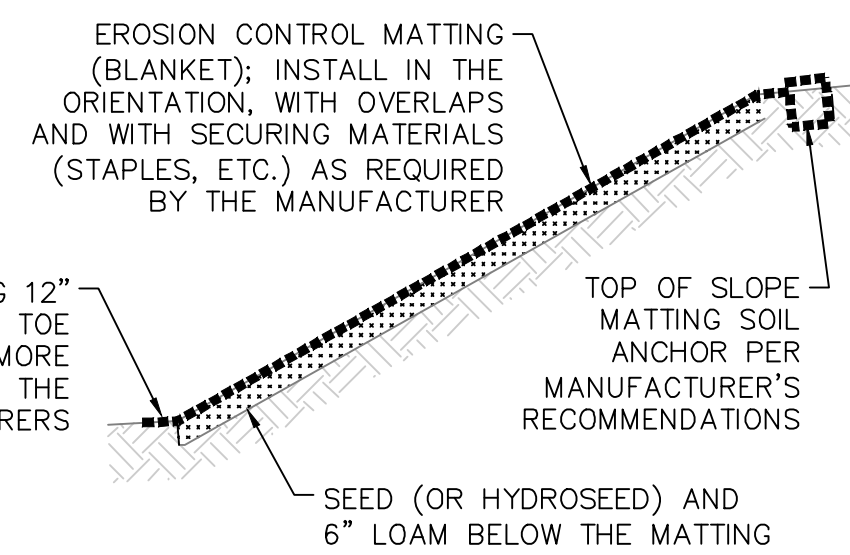 EROSION CONTROL MATTING
(BLANKET); INSTALL IN THE
ORIENTATION, WITH OVERLAPS
AND WITH SECURING MATERIALS
(STAPLES, ETC.) AS REQUIRED
BY THE MANUFACTURER
12"
TOE
MORE
THE
TOP OF SLOPE
MATTING SOIL
ANCHOR PER
MANUFACTURER'S
RECOMMENDATIONS
SEED (OR HYDROSEED) AND
6" LOAM BELOW THE MATTING